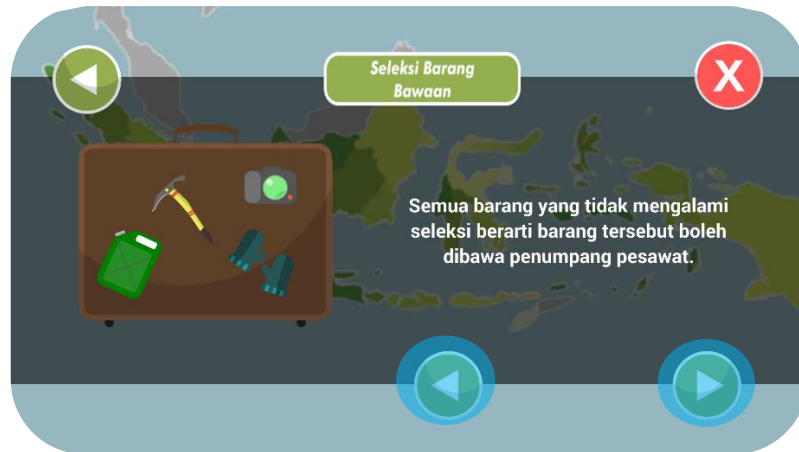 Seleksi Barang
Bawaan
X
Semua barang yang tidak mengalami
seleksi berarti barang tersebut boleh
dibawa penumpang pesawat.